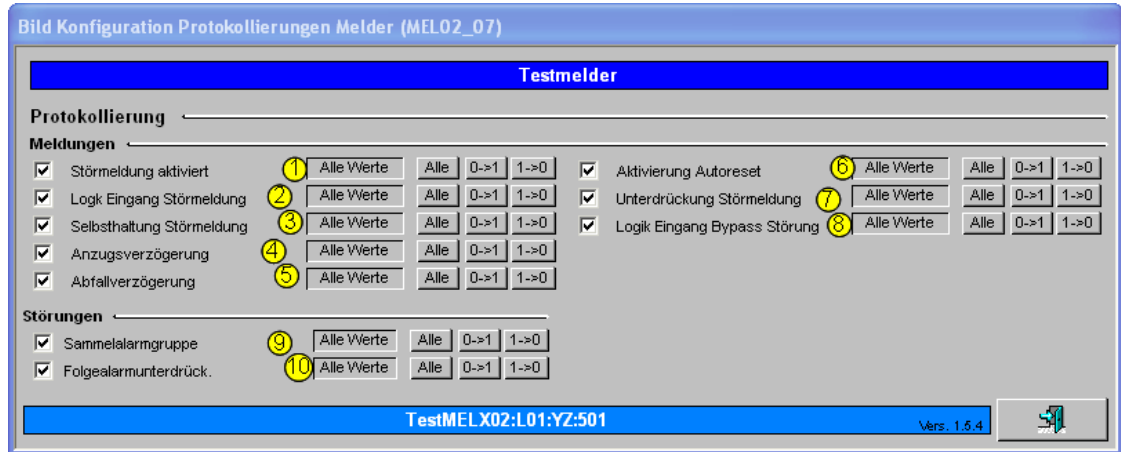 Bild Konfiguration Protokollierungen Melder (MEL02_07)
Testmelder
Protokollierung
Meldungen
Störmeldung aktiviert 1 Alle Werte Alle 0->1 1->0 Aktivierung Autoreset 6 Alle Werte Alle 0->1 1->0
Logk Eingang Störmeldung 2 Alle Werte Alle 0->1 1->0 Unterdrückung Störmeldung 7 Alle Werte Alle 0->1 1->0
Selbsthaltung Störmeldung 3 Alle Werte Alle 0->1 1->0 Logik Eingang Bypass Störung 8 Alle Werte Alle 0->1 1->0
Anzugsverzögerung 4 Alle Werte Alle 0->1 1->0
Abfallverzögerung 5 Alle Werte Alle 0->1 1->0
Störungen
Sammelalarmgruppe 9 Alle Werte Alle 0->1 1->0
Folgealarmunterdrück. 10 Alle Werte Alle 0->1 1->0
TestMELX02:L01:YZ:501 Vers. 1.5.4